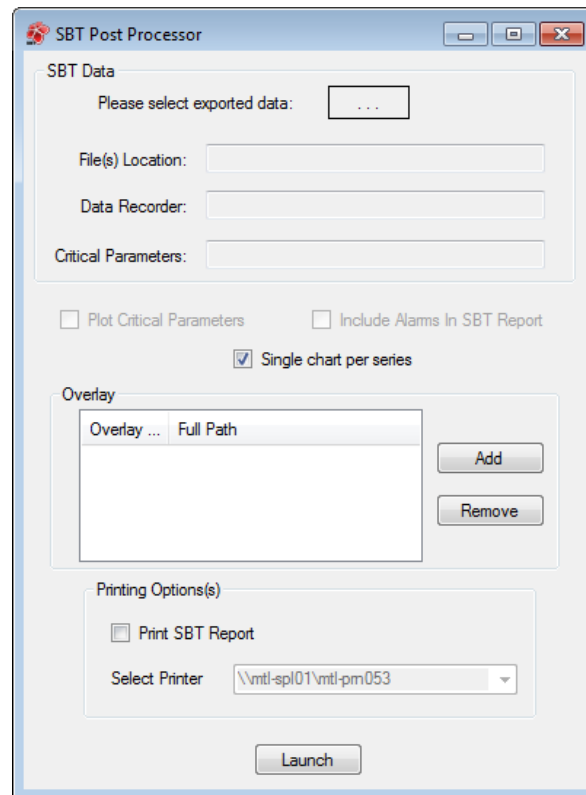 SBT Post Processor
SBT Data
Please select exported data: ...
File(s) Location:
Data Recorder:
Critical Parameters:
Plot Critical Parameters Include Alarms In SBT Report
Single chart per series
Overlay
Overlay ... Full Path
Add
Remove
Printing Options(s)
Print SBT Report
Select Printer \\mtl-spl01\mtl-prn053
Launch